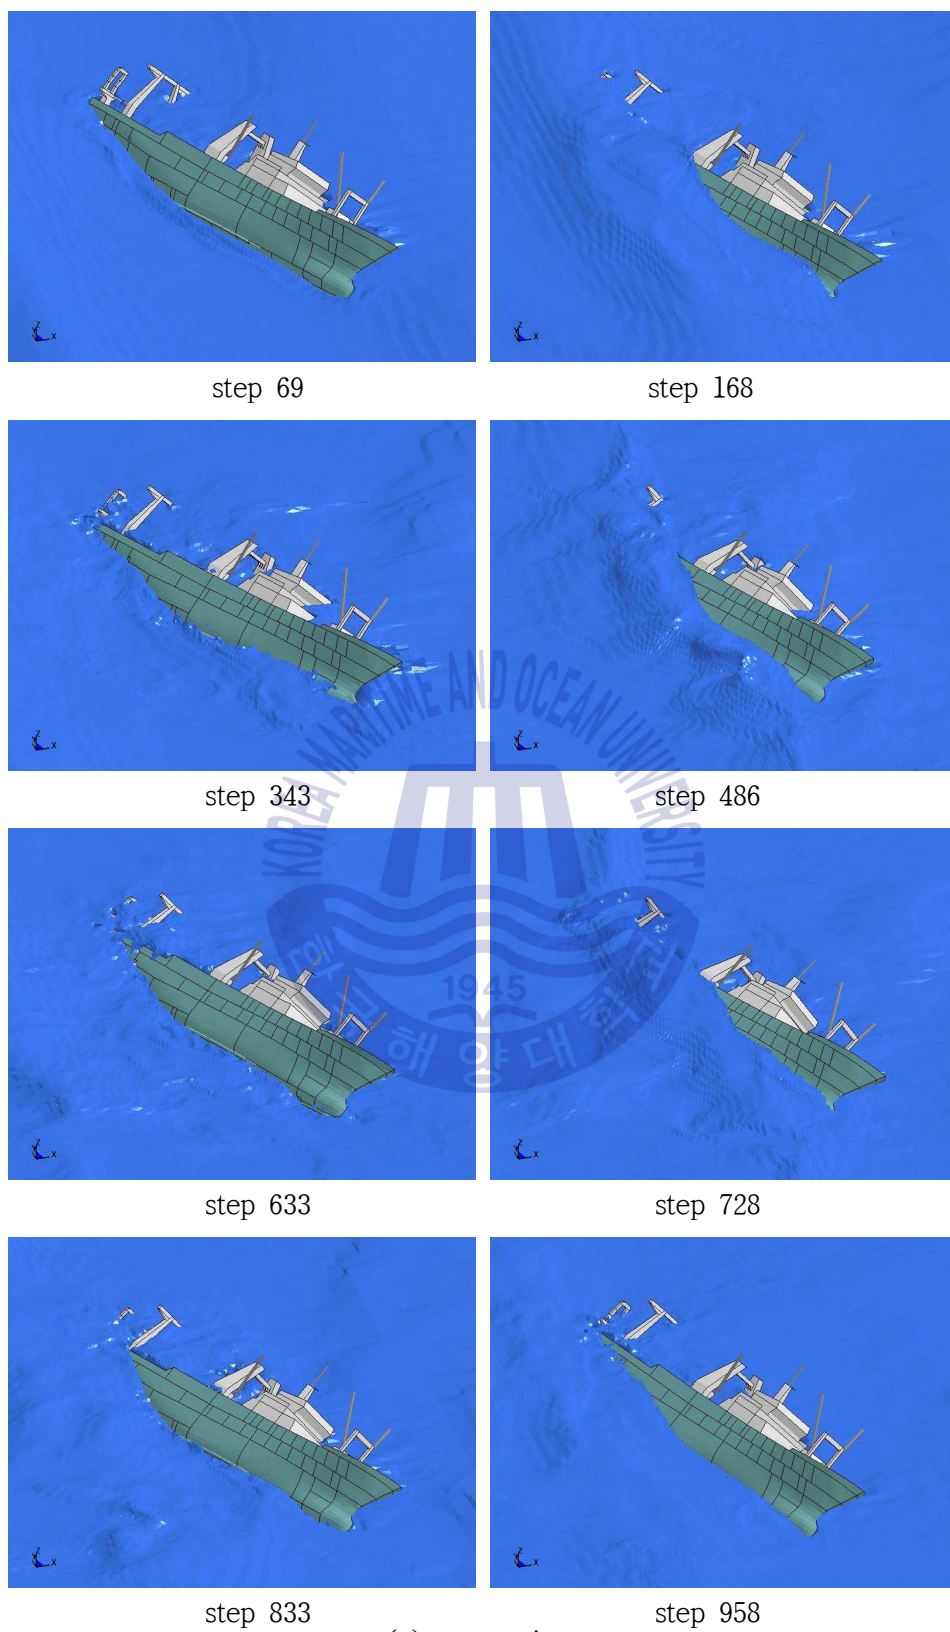 step 69
step 168
step 343
step 486
KOREA MARITIME AND OCEAN UNIVERSITY
step 633
step 728
1945
해양대
step 833
step 958